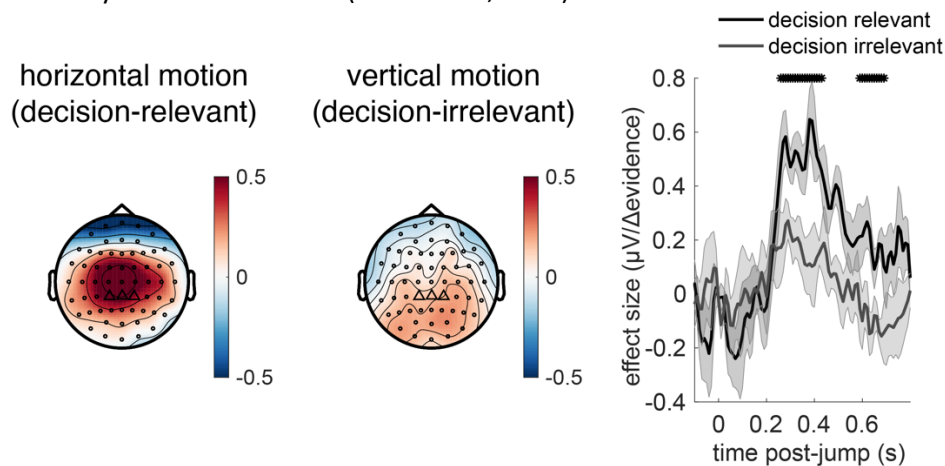 decision relevant
decision irrelevant
horizontal motion
(decision-relevant)
vertical motion
(decision-irrelevant)
0.5
0
-0.5
0.5
0
-0.5
effect size (μV/Δevidence)
0.8
0.6
0.4
0.2
0
-0.2
-0.4
0 0.2 0.4 0.6
time post-jump (s)